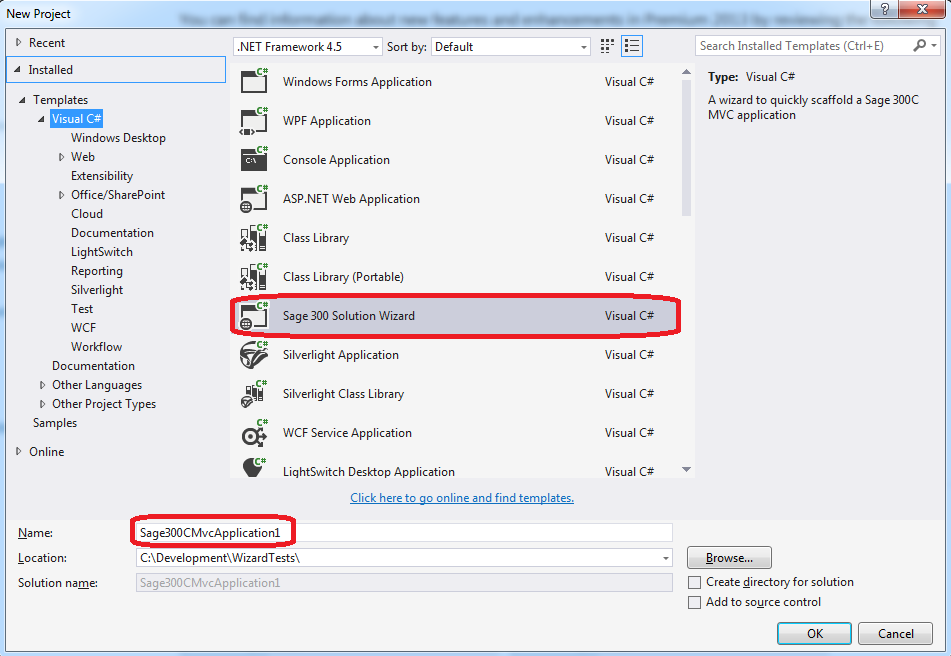 You can find information about new features and enhancements in Premium 2013 by reviewing the following
New Project
Recent
.NET Framework 4.5 Sort by: Default Search Installed Templates (Ctrl+E)
Installed
Templates
Visual C#
Windows Desktop
Web
Extensibility
Office/SharePoint
Cloud
Documentation
LightSwitch
Reporting
Silverlight
Test
WCF
Workflow
Documentation
Other Languages
Other Project Types
Samples
Online
Windows Forms Application Visual C#
WPF Application Visual C#
Console Application Visual C#
ASP.NET Web Application Visual C#
Class Library Visual C#
Class Library (Portable) Visual C#
Sage 300 Solution Wizard Visual C#
Silverlight Application Visual C#
Silverlight Class Library Visual C#
WCF Service Application Visual C#
LightSwitch Desktop Application Visual C#
Click here to go online and find templates.
Type: Visual C#
A wizard to quickly scaffold a Sage 300C
MVC application
Name: Sage300CMvcApplication1
Location: C:\Development\WizardTests\ Browse...
Solution name: Sage300CMvcApplication1 Create directory for solution
Add to source control
OK Cancel